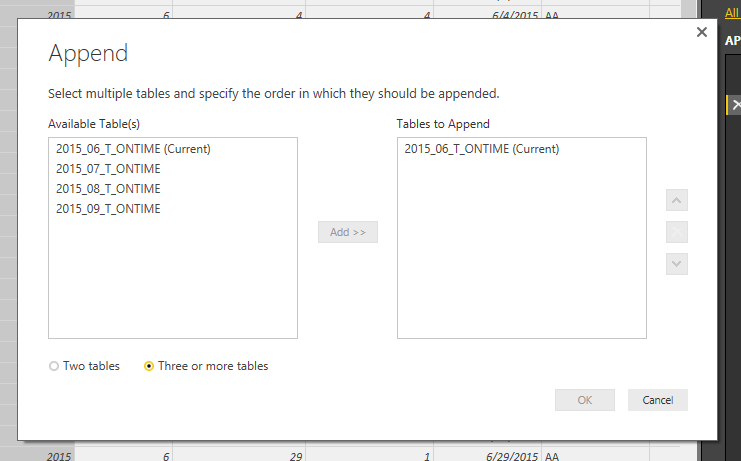 2015 6 4 4 6/4/2015 AA
All
AP
Append
Select multiple tables and specify the order in which they should be appended.
Available Table(s)
Tables to Append
2015_06_T_ONTIME (Current)
2015_07_T_ONTIME
2015_08_T_ONTIME
2015_09_T_ONTIME
2015_06_T_ONTIME (Current)
Add >>
Two tables
Three or more tables
OK
Cancel
2015 6 29 1 6/29/2015 AA